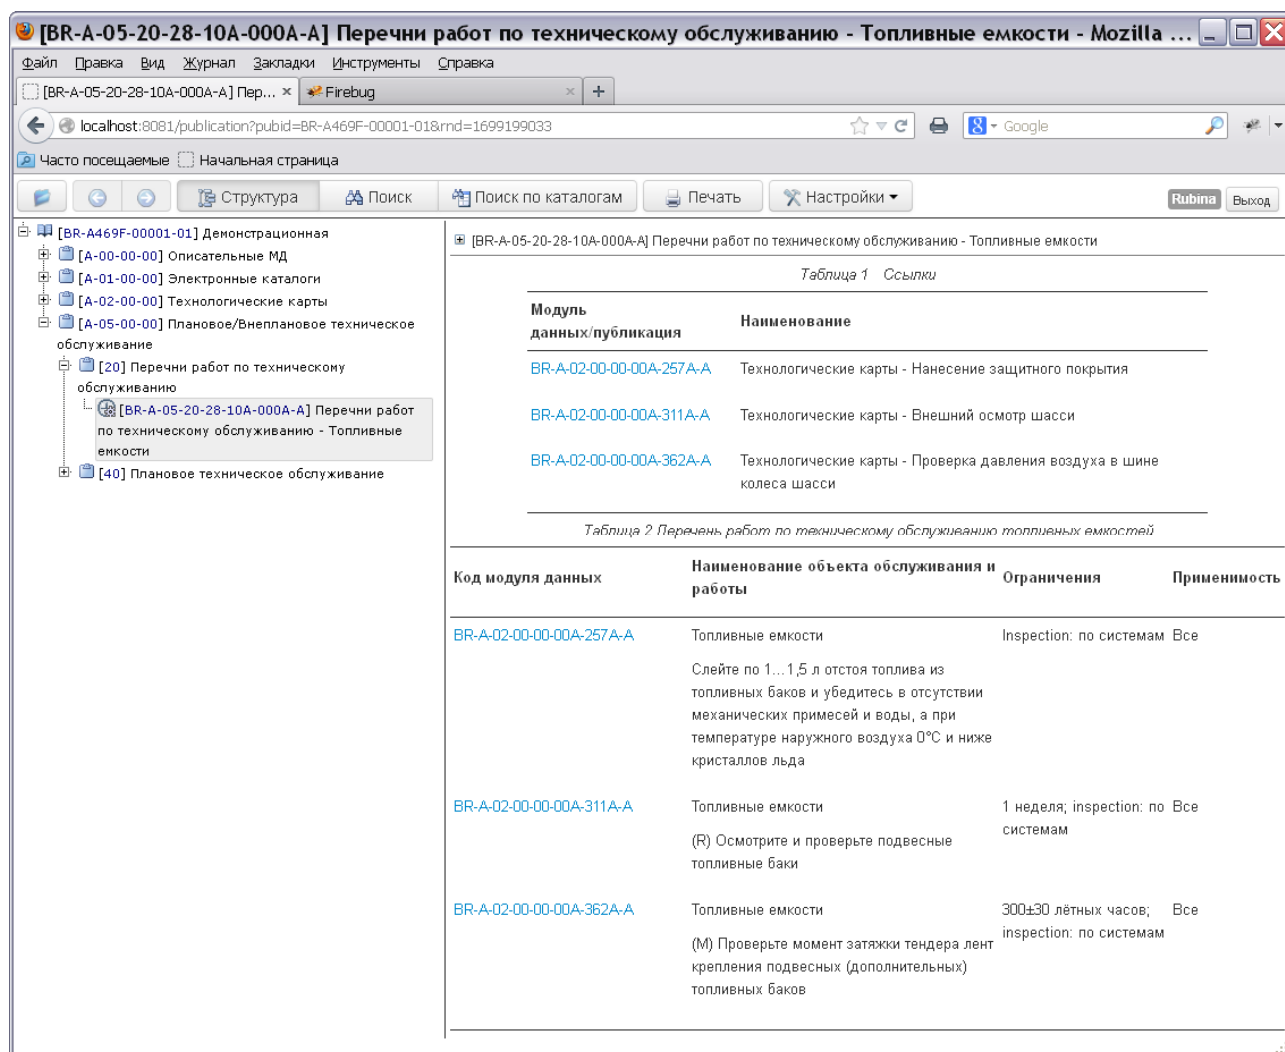 [BR-A-05-20-28-10A-000A-A] Перечни работ по техническому обслуживанию - Топливные емкости - Mozilla ...
Файл Правка Вид Журнал Закладки Инструменты Справка
[BR-A-05-20-28-10A-000A-A] Пер... × Firebug × +
localhost:8081/publication?pubid=BR-A469F-00001-01&rnd=1699199033 Google
Часто посещаемые Начальная страница
Структура Поиск Поиск по каталогам Печать Настройки Rubina Выход
[BR-A469F-00001-01] Демонстрационная
[A-00-00-00] Описательные МД
[A-01-00-00] Электронные каталоги
[A-02-00-00] Технологические карты
[A-05-00-00] Плановое/Внеплановое техническое
обслуживание
[20] Перечни работ по техническому
обслуживанию
[BR-A-05-20-28-10A-000A-A] Перечни работ
по техническому обслуживанию - Топливные
емкости
[40] Плановое техническое обслуживание
[BR-A-05-20-28-10A-000A-A] Перечни работ по техническому обслуживанию - Топливные емкости
Таблица 1 Ссылки
Модуль
данных/публикация
Наименование
BR-A-02-00-00-00A-257A-A Технологические карты - Нанесение защитного покрытия
BR-A-02-00-00-00A-311A-A Технологические карты - Внешний осмотр шасси
BR-A-02-00-00-00A-362A-A Технологические карты - Проверка давления воздуха в шине
колеса шасси
Таблица 2 Перечень работ по техническому обслуживанию топливных емкостей
Код модуля данных
Наименование объекта обслуживания и
работы
Ограничения
Применимость
BR-A-02-00-00-00A-257A-A Топливные емкости Inspection: по системам Все
Слейте по 1...1,5 л отстоя топлива из
топливных баков и убедитесь в отсутствии
механических примесей и воды, а при
температуре наружного воздуха 0°С и ниже
кристаллов льда
BR-A-02-00-00-00A-311A-A Топливные емкости 1 неделя; inspection: по Все
системам
(R) Осмотрите и проверьте подвесные
топливные баки
BR-A-02-00-00-00A-362A-A Топливные емкости 300±30 лётных часов; Все
inspection: по системам
(M) Проверьте момент затяжки тендера лент
крепления подвесных (дополнительных)
топливных баков